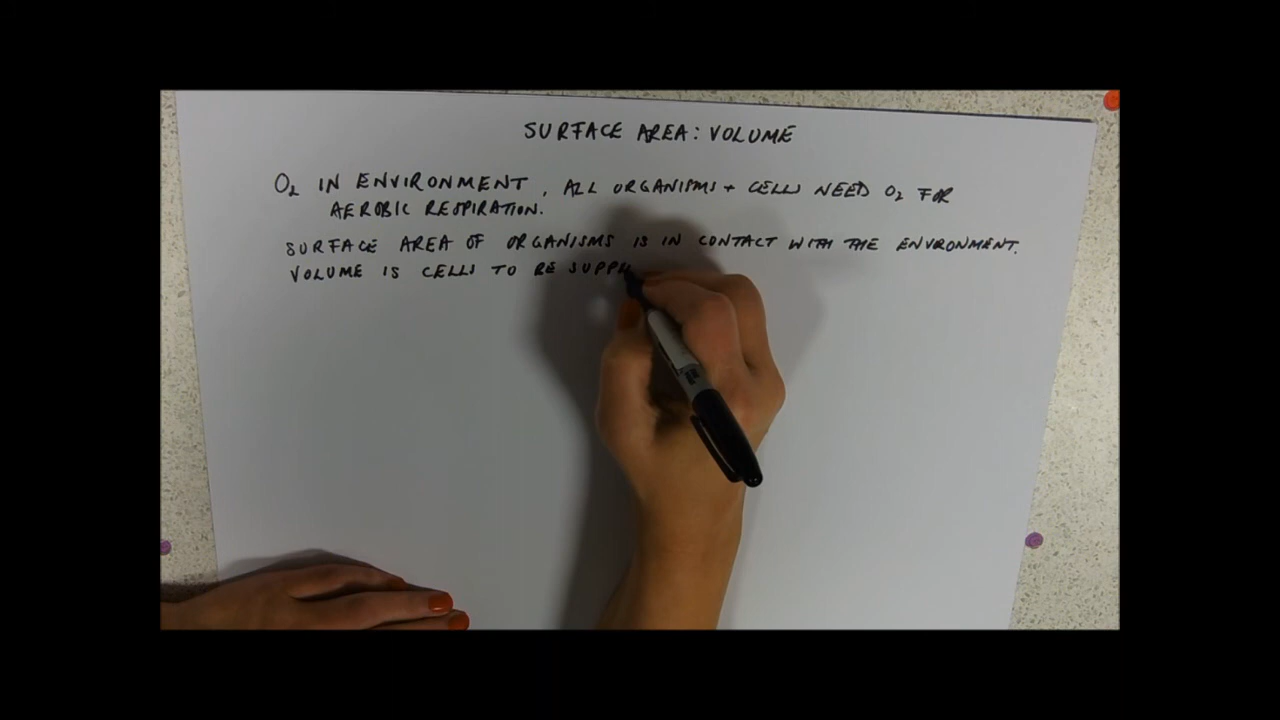 SURFACE AREA: VOLUME
O₂ IN ENVIRONMENT, ALL ORGANISMS + CELLS NEED O₂ FOR
AEROBIC RESPIRATION.
SURFACE AREA OF ORGANISMS IS IN CONTACT WITH THE ENVIRONMENT.
VOLUME IS CELLS TO BE SUPPL